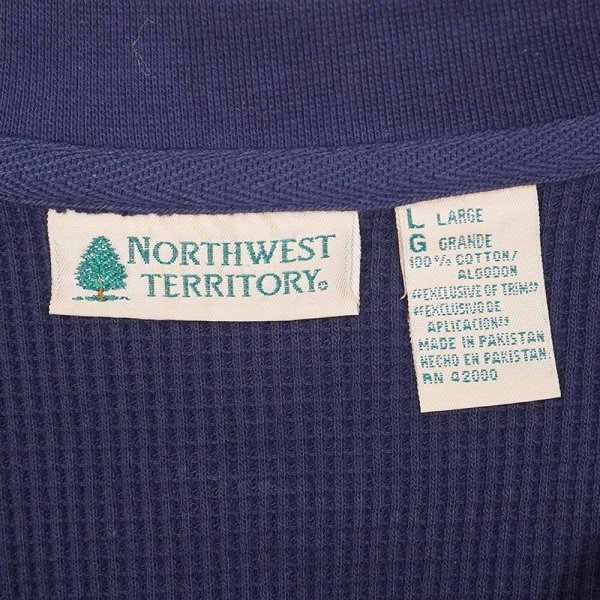 NORTHWEST
TERRITORY®
L LARGE
G GRANDE
100% COTTON/
ALGODON
"EXCLUSIVE OF TRIM"
"EXCLUSIVO DE
APLICACION"
MADE IN PAKISTAN
HECHO EN PAKISTAN
RN 42000